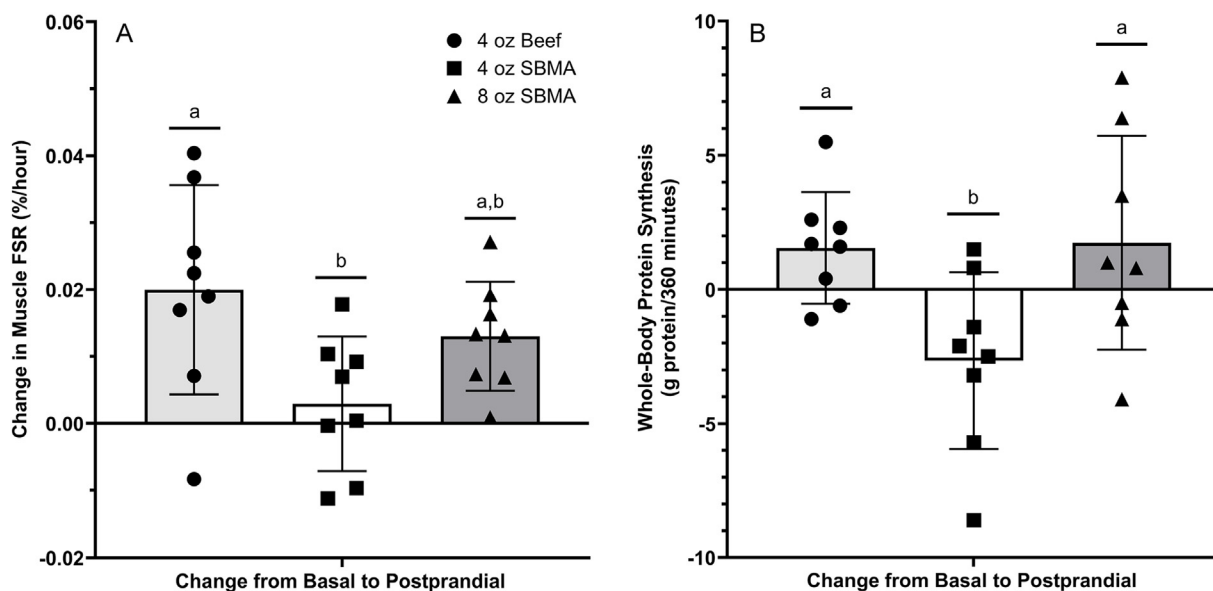 A
4 oz Beef
4 oz SBMA
8 oz SBMA
Change in Muscle FSR (%/hour)
0.06
0.04
0.02
0.00
-0.02
a
b
a,b
Change from Basal to Postprandial
B
Whole-Body Protein Synthesis
(g protein/360 minutes)
10
5
0
-5
-10
a
b
a
Change from Basal to Postprandial